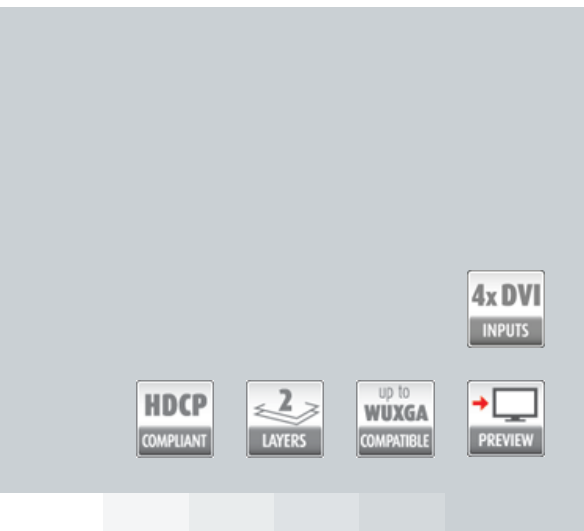 4x DVI
INPUTS
HDCP
COMPLIANT
2
LAYERS
up to
WUXGA
COMPATIBLE
PREVIEW